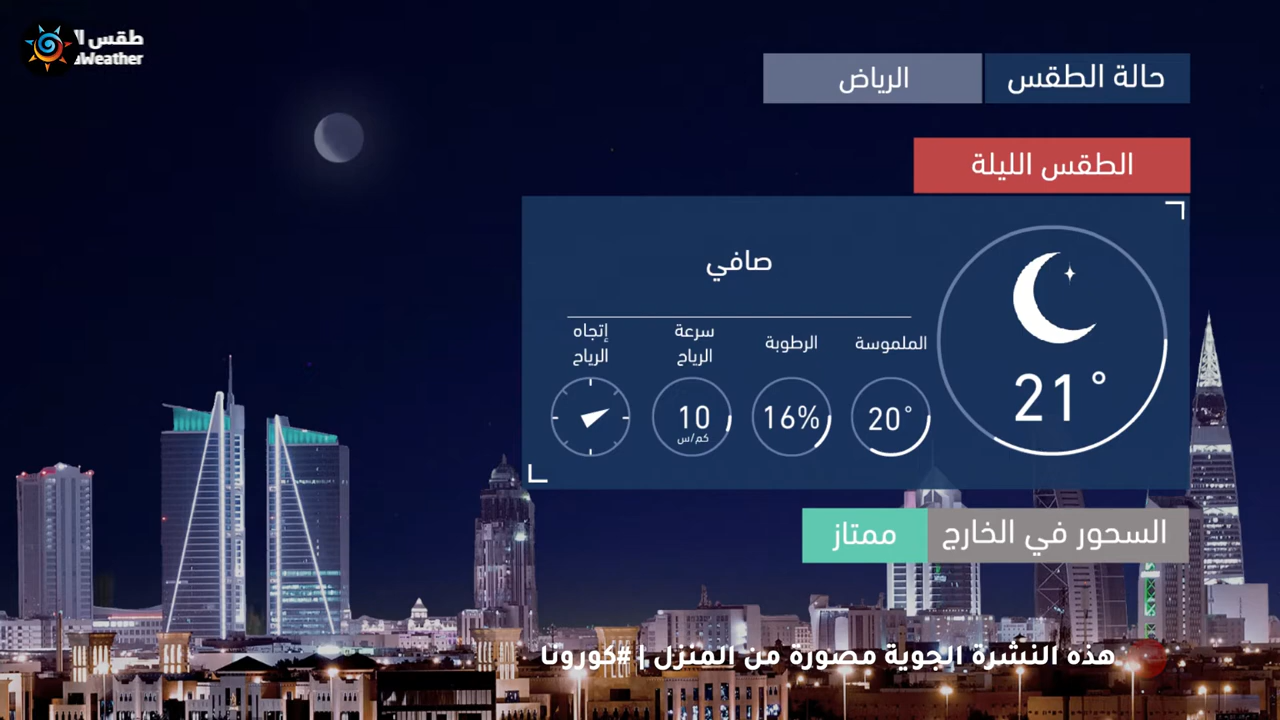 طقس ا
Weather
حالة الطقس
الرياض
الطقس الليلة
صافي
21°
الملموسة
20°
الرطوبة
16%
سرعة
الرياح
10
كم/س
إتجاه
الرياح
السحور في الخارج
ممتاز
هذه النشرة الجوية مصورة من المنزل | #كورونا